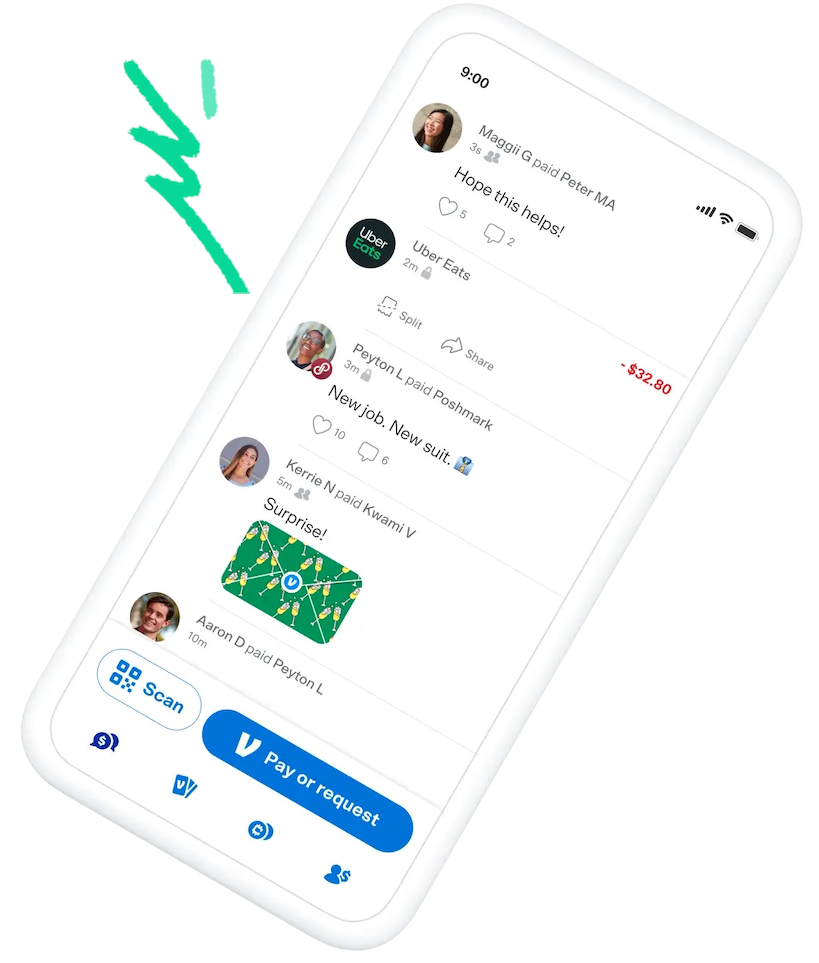 9:00
Maggii G paid Peter MA
3s
Hope this helps!
5 2
Uber
Eats
Uber Eats
2m
- $32.80
Split Share
Peyton L paid Poshmark
3m
New job. New suit.
10 6
Kerrie N paid Kwami V
5m
Surprise!
Aaron D paid Peyton L
10m
Scan
Pay or request